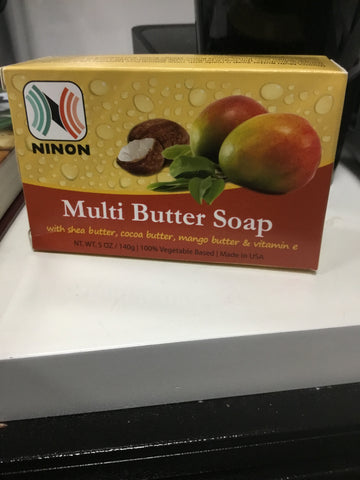 NINON
Multi Butter Soap
with shea butter, cocoa butter, mango butter & vitamin e
NT. WT. 5 OZ / 140g | 100% Vegetable Based | Made in USA